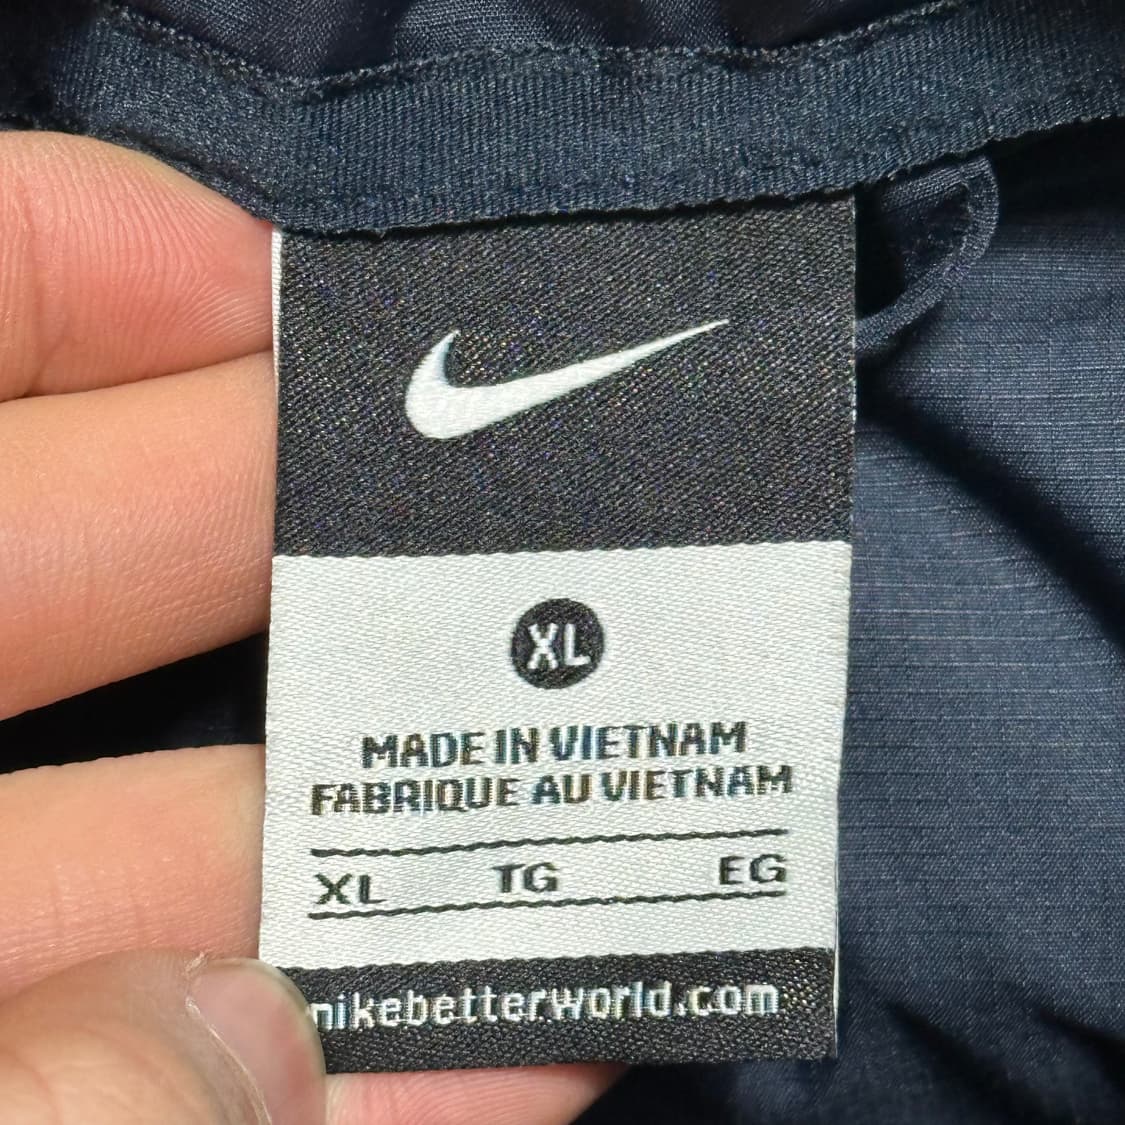 XL
MADE IN VIETNAM
FABRIQUE AU VIETNAM
XL TG EG
nikebetterworld.com